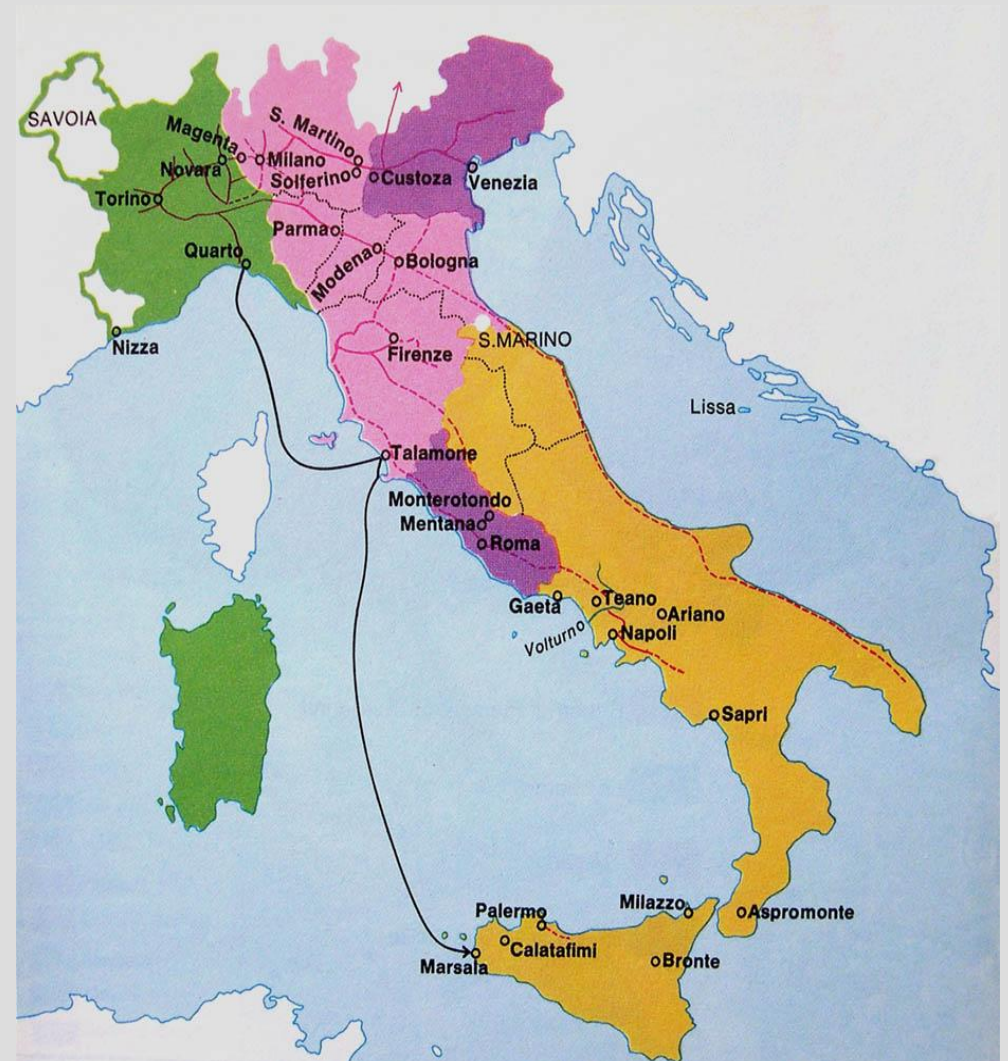 SAVOIA
Magenta
S. Martino
Novara
Milano
Solferino
Custoza
Venezia
Torino
Parma
Quarto
Modena
Bologna
Nizza
Firenze
S.MARINO
Lissa
Talamone
Monterotondo
Mentana
Roma
Gaeta
Teano
Ariano
Volturno
Napoli
Sapri
Palermo
Milazzo
Aspromonte
Calatafimi
Marsala
Bronte